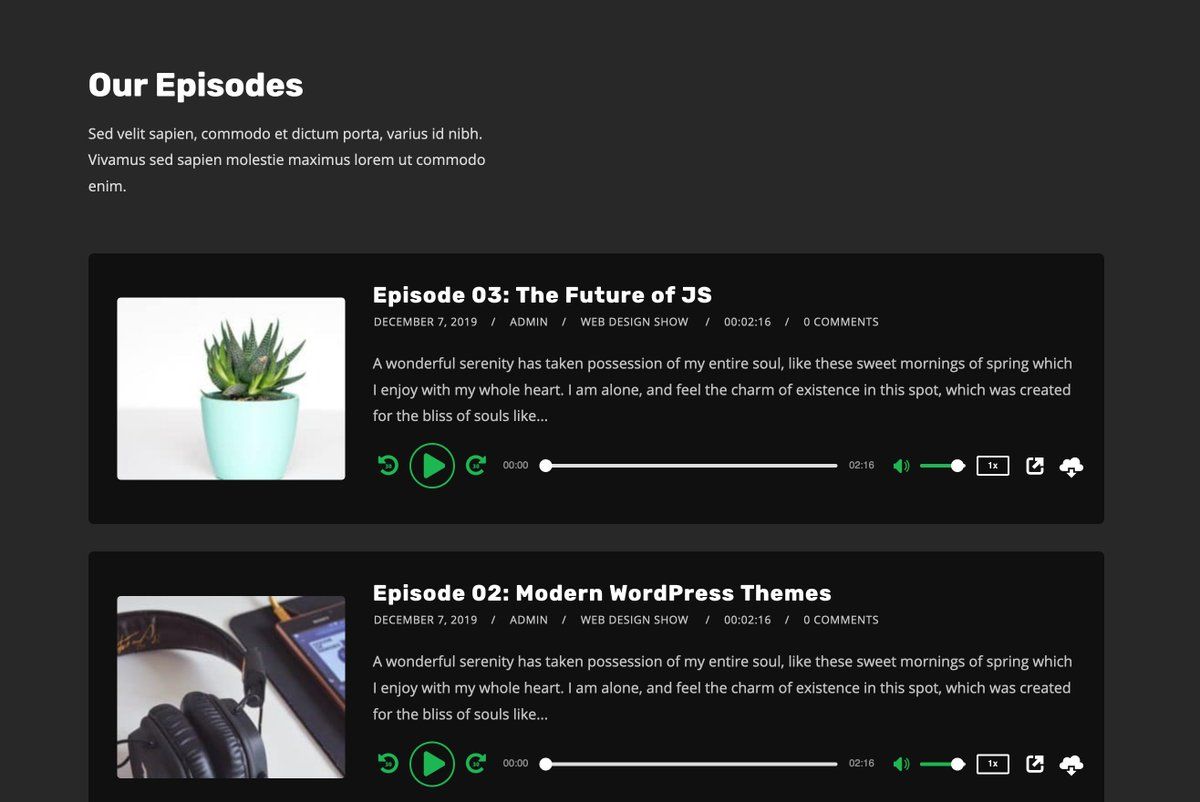 Our Episodes
Sed velit sapien, commodo et dictum porta, varius id nibh.
Vivamus sed sapien molestie maximus lorem ut commodo
enim.
Episode 03: The Future of JS
DECEMBER 7, 2019 / ADMIN / WEB DESIGN SHOW / 00:02:16 / 0 COMMENTS
A wonderful serenity has taken possession of my entire soul, like these sweet mornings of spring which
I enjoy with my whole heart. I am alone, and feel the charm of existence in this spot, which was created
for the bliss of souls like...
30 30 00:00 02:16 1x
Episode 02: Modern WordPress Themes
DECEMBER 7, 2019 / ADMIN / WEB DESIGN SHOW / 00:02:16 / 0 COMMENTS
A wonderful serenity has taken possession of my entire soul, like these sweet mornings of spring which
I enjoy with my whole heart. I am alone, and feel the charm of existence in this spot, which was created
for the bliss of souls like...
30 30 00:00 02:16 1x